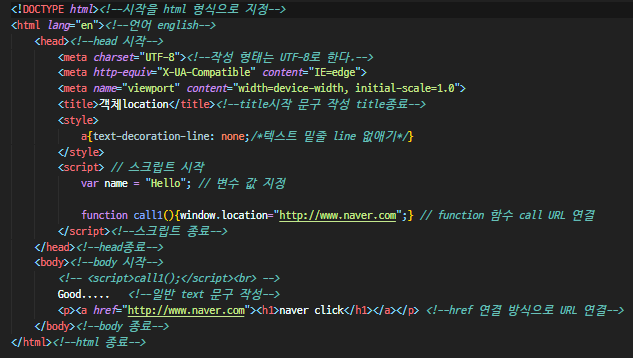 <!DOCTYPE html><!--시작을 html 형식으로 지정-->
<html lang="en"><!--언어 english-->
<head><!--head 시작-->
<meta charset="UTF-8"><!--작성 형태는 UTF-8로 한다.-->
<meta http-equiv="X-UA-Compatible" content="IE=edge">
<meta name="viewport" content="width=device-width, initial-scale=1.0">
<title>객체location</title><!--title시작 문구 작성 title종료-->
<style>
a{text-decoration-line: none;/*텍스트 밑줄 line 없애기*/}
</style>
<script> // 스크립트 시작
var name = "Hello"; // 변수 값 지정
function call1(){window.location="http://www.naver.com";} // function 함수 call URL 연결
</script><!--스크립트 종료-->
</head><!--head종료-->
<body><!--body 시작-->
<!-- <script>call1();</script><br> -->
Good..... <!--일반 text 문구 작성-->
<p><a href="http://www.naver.com"><h1>naver click</h1></a></p> <!--href 연결 방식으로 URL 연결-->
</body><!--body 종료-->
</html><!--html 종료-->